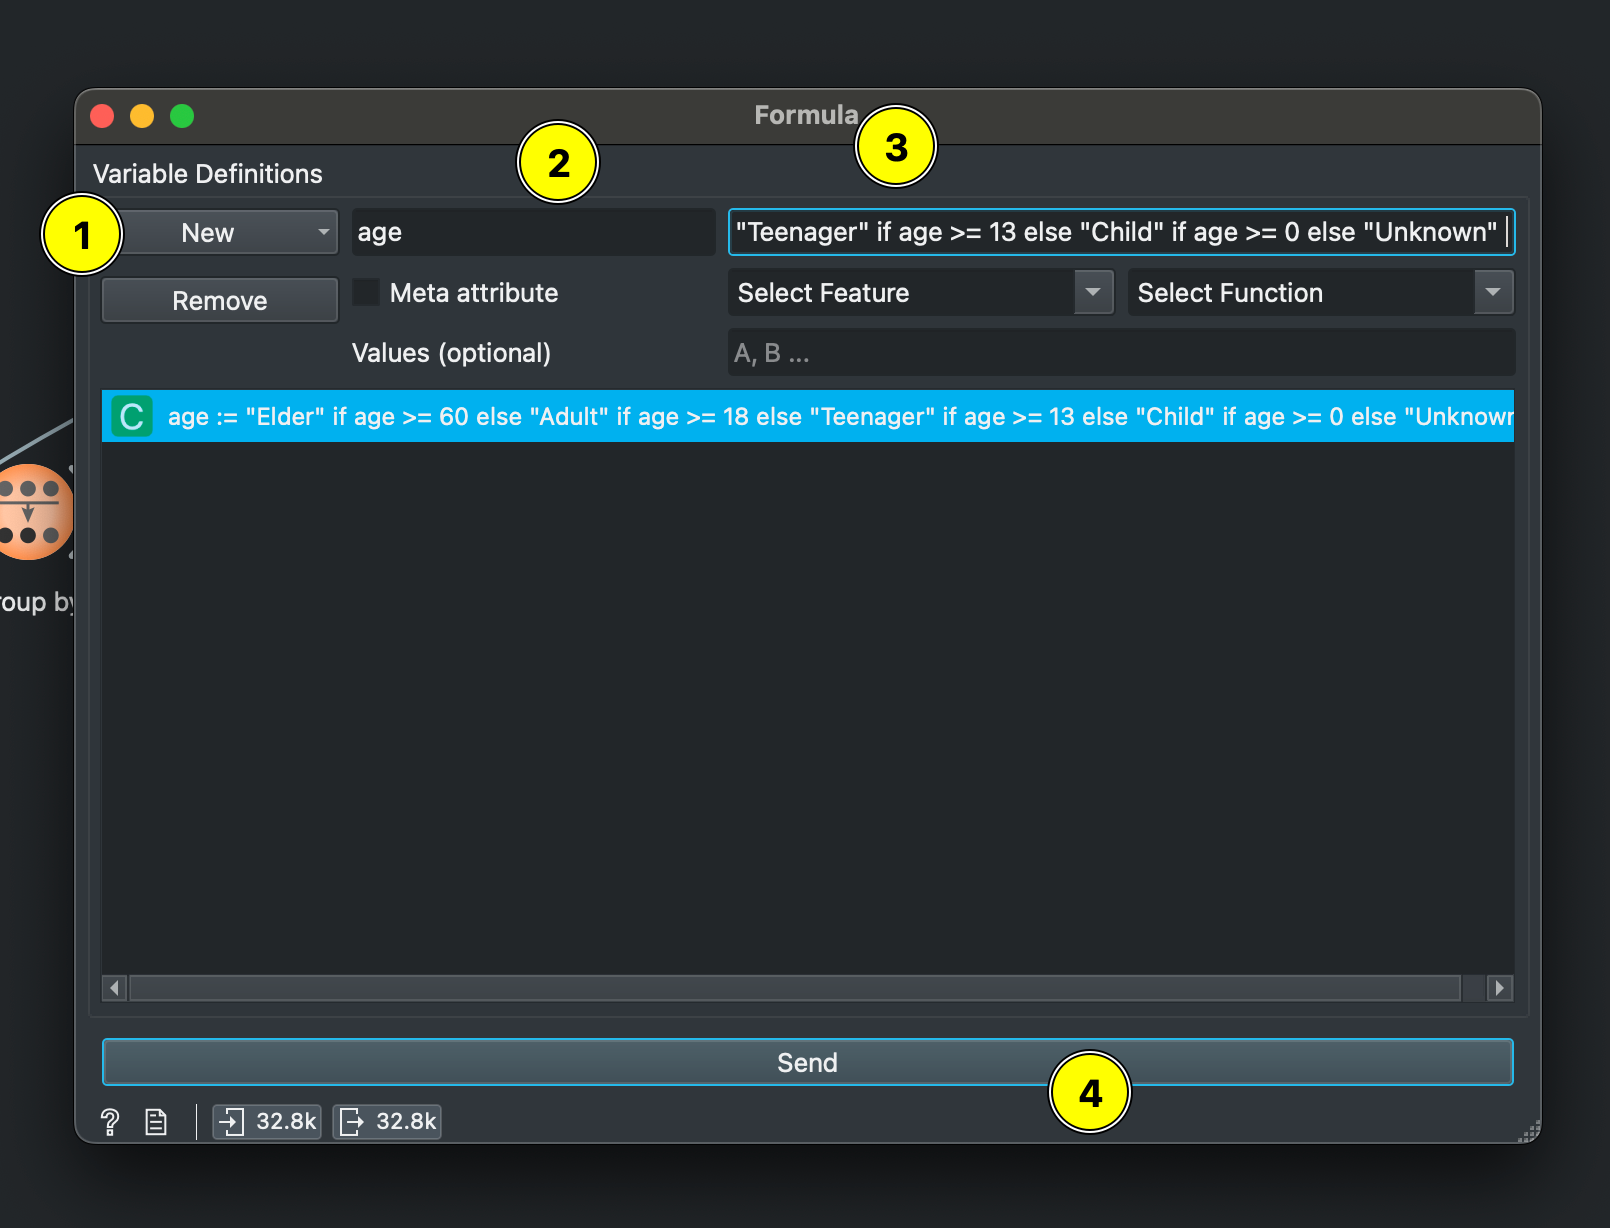 Formula
3
2
Variable Definitions
1
New
age
"Teenager" if age >= 13 else "Child" if age >= 0 else "Unknown"
Remove
Meta attribute
Select Feature
Select Function
Values (optional)
A, B ...
C
age := "Elder" if age >= 60 else "Adult" if age >= 18 else "Teenager" if age >= 13 else "Child" if age >= 0 else "Unknown
roup by
Send
4
?
32.8k
32.8k